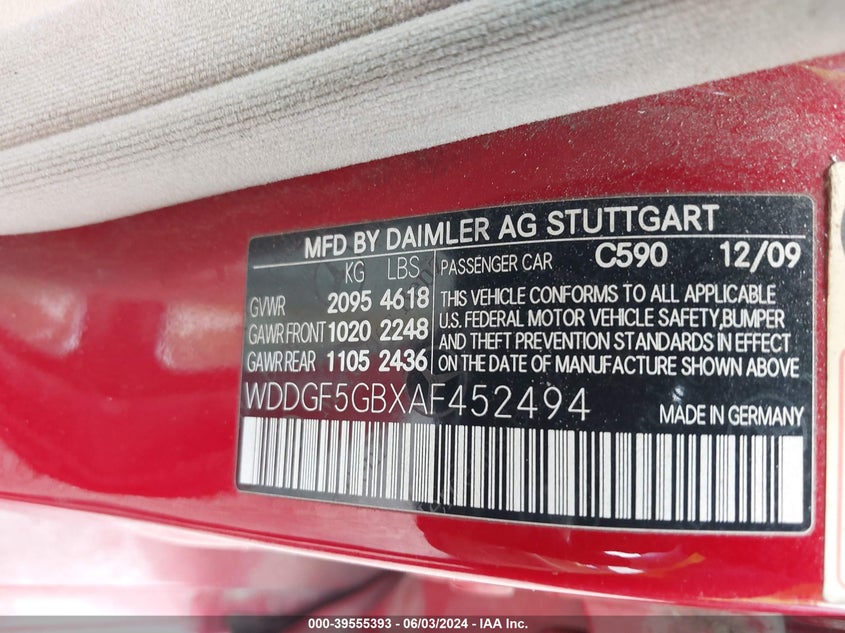 MFD BY DAIMLER AG STUTTGART
KG LBS PASSENGER CAR C590 12/09
GVWR 2095 4618
GAWR FRONT 1020 2248
GAWR REAR 1105 2436
THIS VEHICLE CONFORMS TO ALL APPLICABLE
U.S. FEDERAL MOTOR VEHICLE SAFETY,BUMPER
AND THEFT PREVENTION STANDARDS IN EFFECT
ON THE DATE OF MANUFACTURE SHOWN ABOVE
WDDGF5GBXAF452494 MADE IN GERMANY
000-39555393 - 06/03/2024 - IAA Inc.